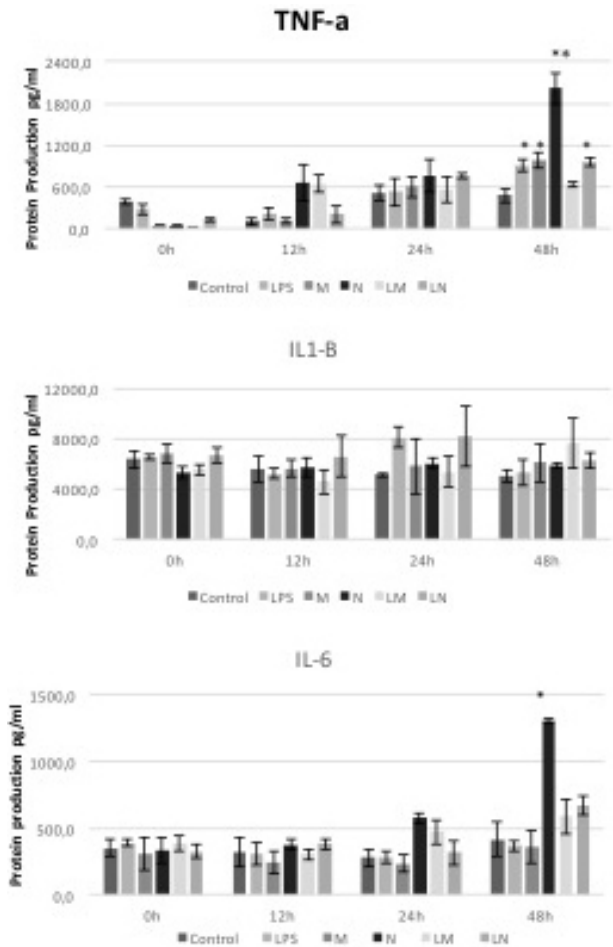 TNF-a
Protein Production pg/ml
2400,0
1800,0
1200,0
600,0
0,0
* *
* * *
0h 12h 24h 48h
Control LPS M N LM LN
IL1-B
Protein Production pg/ml
12000,0
8000,0
4000,0
0,0
0h 12h 24h 48h
Control LPS M N LM LN
IL-6
Protein production pg/ml
1500,0
1000,0
500,0
0,0
*
0h 12h 24h 48h
Control LPS M N LM LN